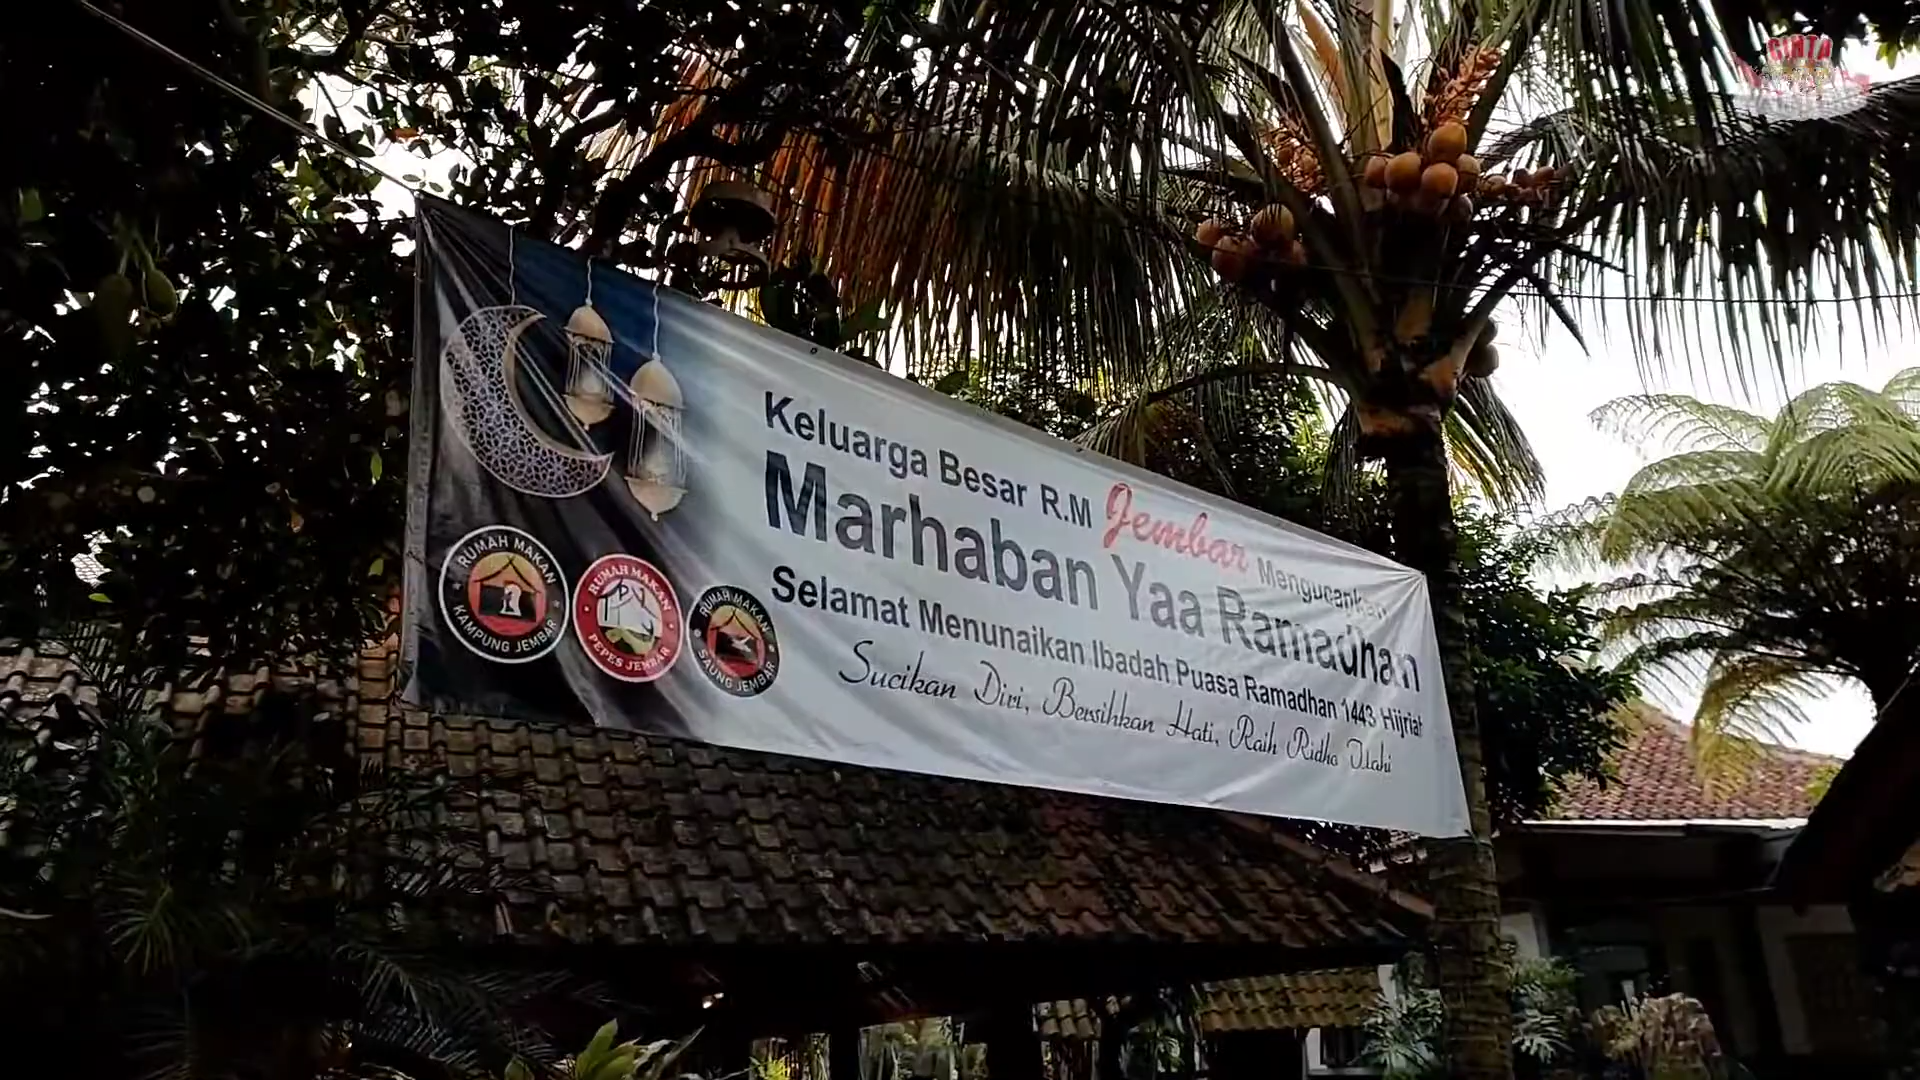 CINTA
Keluarga Besar R.M Jembar Mengucapkan
Marhaban Yaa Ramadhan
Selamat Menunaikan Ibadah Puasa Ramadhan 1443 Hijriah
Sucikan Diri, Bersihkan Hati, Raih Ridho Ilahi
RUMAH MAKAN
KAMPUNG JEMBAR
RUMAH MAKAN
PEPES JEMBAR
RUMAH MAKAN
SAUNG JEMBAR